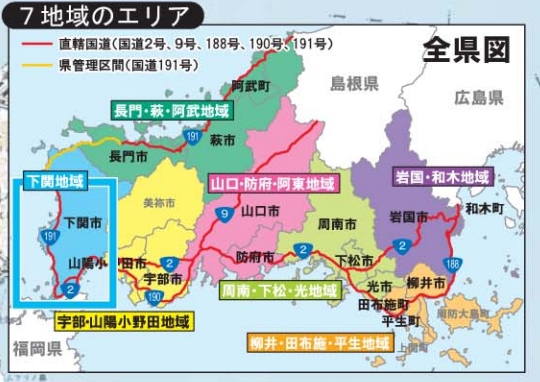 7地域のエリア
直轄国道(国道2号、9号、188号、190号、191号)
県管理区間(国道191号)
全県図
島根県
広島県
阿武町
長門・萩・阿武地域
191
萩市
長門市
下関地域
山口・防府・阿東地域
岩国・和木地域
美祢市
下関市
9
山口市
周南市
岩国市
和木町
191
山陽小野田市
2
防府市
2
下松市
2
188
2
宇部市
190
光市
柳井市
周南・下松・光地域
田布施町
周防大島町
宇部・山陽小野田地域
平生町
福岡県
柳井・田布施・平生地域
上関町